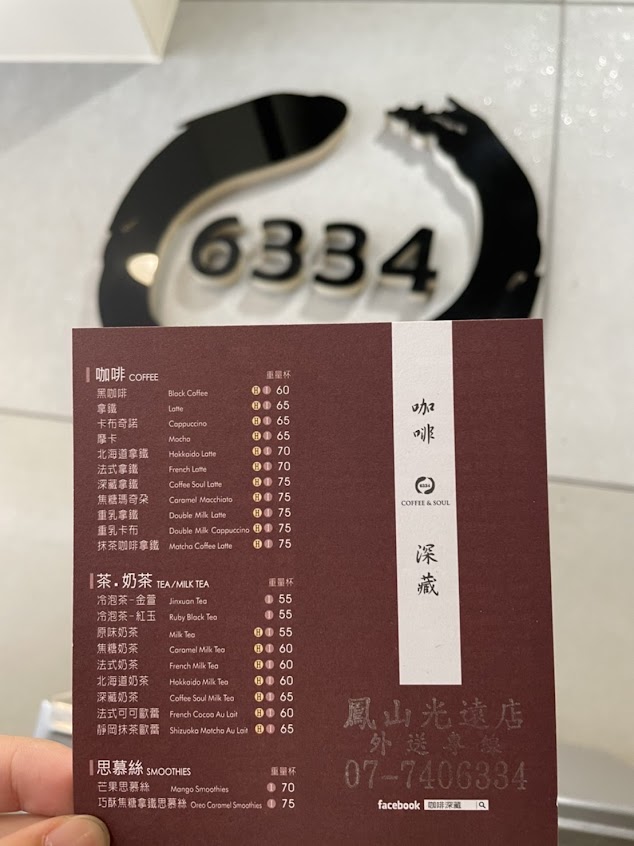 6334
咖啡 COFFEE 重量杯
黑咖啡 Black Coffee H I 60
拿鐵 Latte H I 65
卡布奇諾 Cappuccino H I 65
摩卡 Mocha H I 65
北海道拿鐵 Hokkaido Latte H I 70
法式拿鐵 French Latte H I 70
深藏拿鐵 Coffee Soul Latte H I 75
焦糖瑪奇朵 Caramel Macchiato H I 75
重乳拿鐵 Double Milk Latte H I 75
重乳卡布 Double Milk Cappuccino H I 75
抹茶咖啡拿鐵 Matcha Coffee Latte H I 75
茶.奶茶 TEA/MILK TEA 重量杯
冷泡茶-金萱 Jinxuan Tea I 55
冷泡茶-紅玉 Ruby Black Tea I 55
原味奶茶 Milk Tea H I 55
焦糖奶茶 Caramel Milk Tea H I 60
法式奶茶 French Milk Tea H I 60
北海道奶茶 Hokkaido Milk Tea H I 60
深藏奶茶 Coffee Soul Milk Tea H I 65
法式可可歐蕾 French Cocoa Au Lait H I 60
靜岡抹茶歐蕾 Shizuoka Matcha Au Lait H I 65
思慕絲 SMOOTHIES 重量杯
芒果思慕絲 Mango Smoothies I 70
巧酥焦糖拿鐵思慕絲 Oreo Caramel Smoothies I 75
咖啡
6334
COFFEE & SOUL
深藏
鳳山光遠店
外送專線
07-7406334
facebook 咖啡深藏